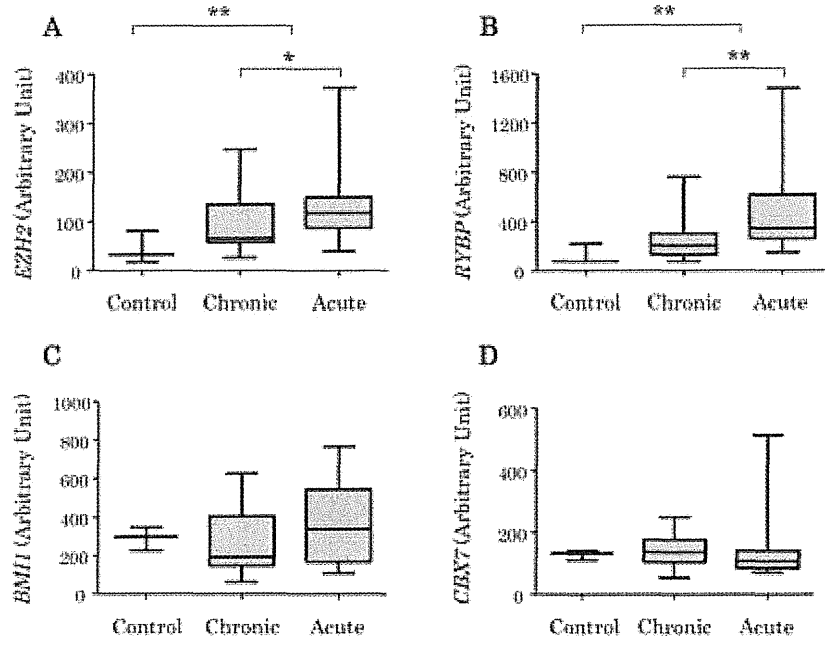 A
**
*
EZH2 (Arbitrary Unit)
400
300
200
100
0
Control Chronic Acute
B
**
**
RYBP (Arbitrary Unit)
1600
1200
800
400
0
Control Chronic Acute
C
BMI1 (Arbitrary Unit)
1000
800
600
400
200
0
Control Chronic Acute
D
CBX7 (Arbitrary Unit)
600
400
200
0
Control Chronic Acute